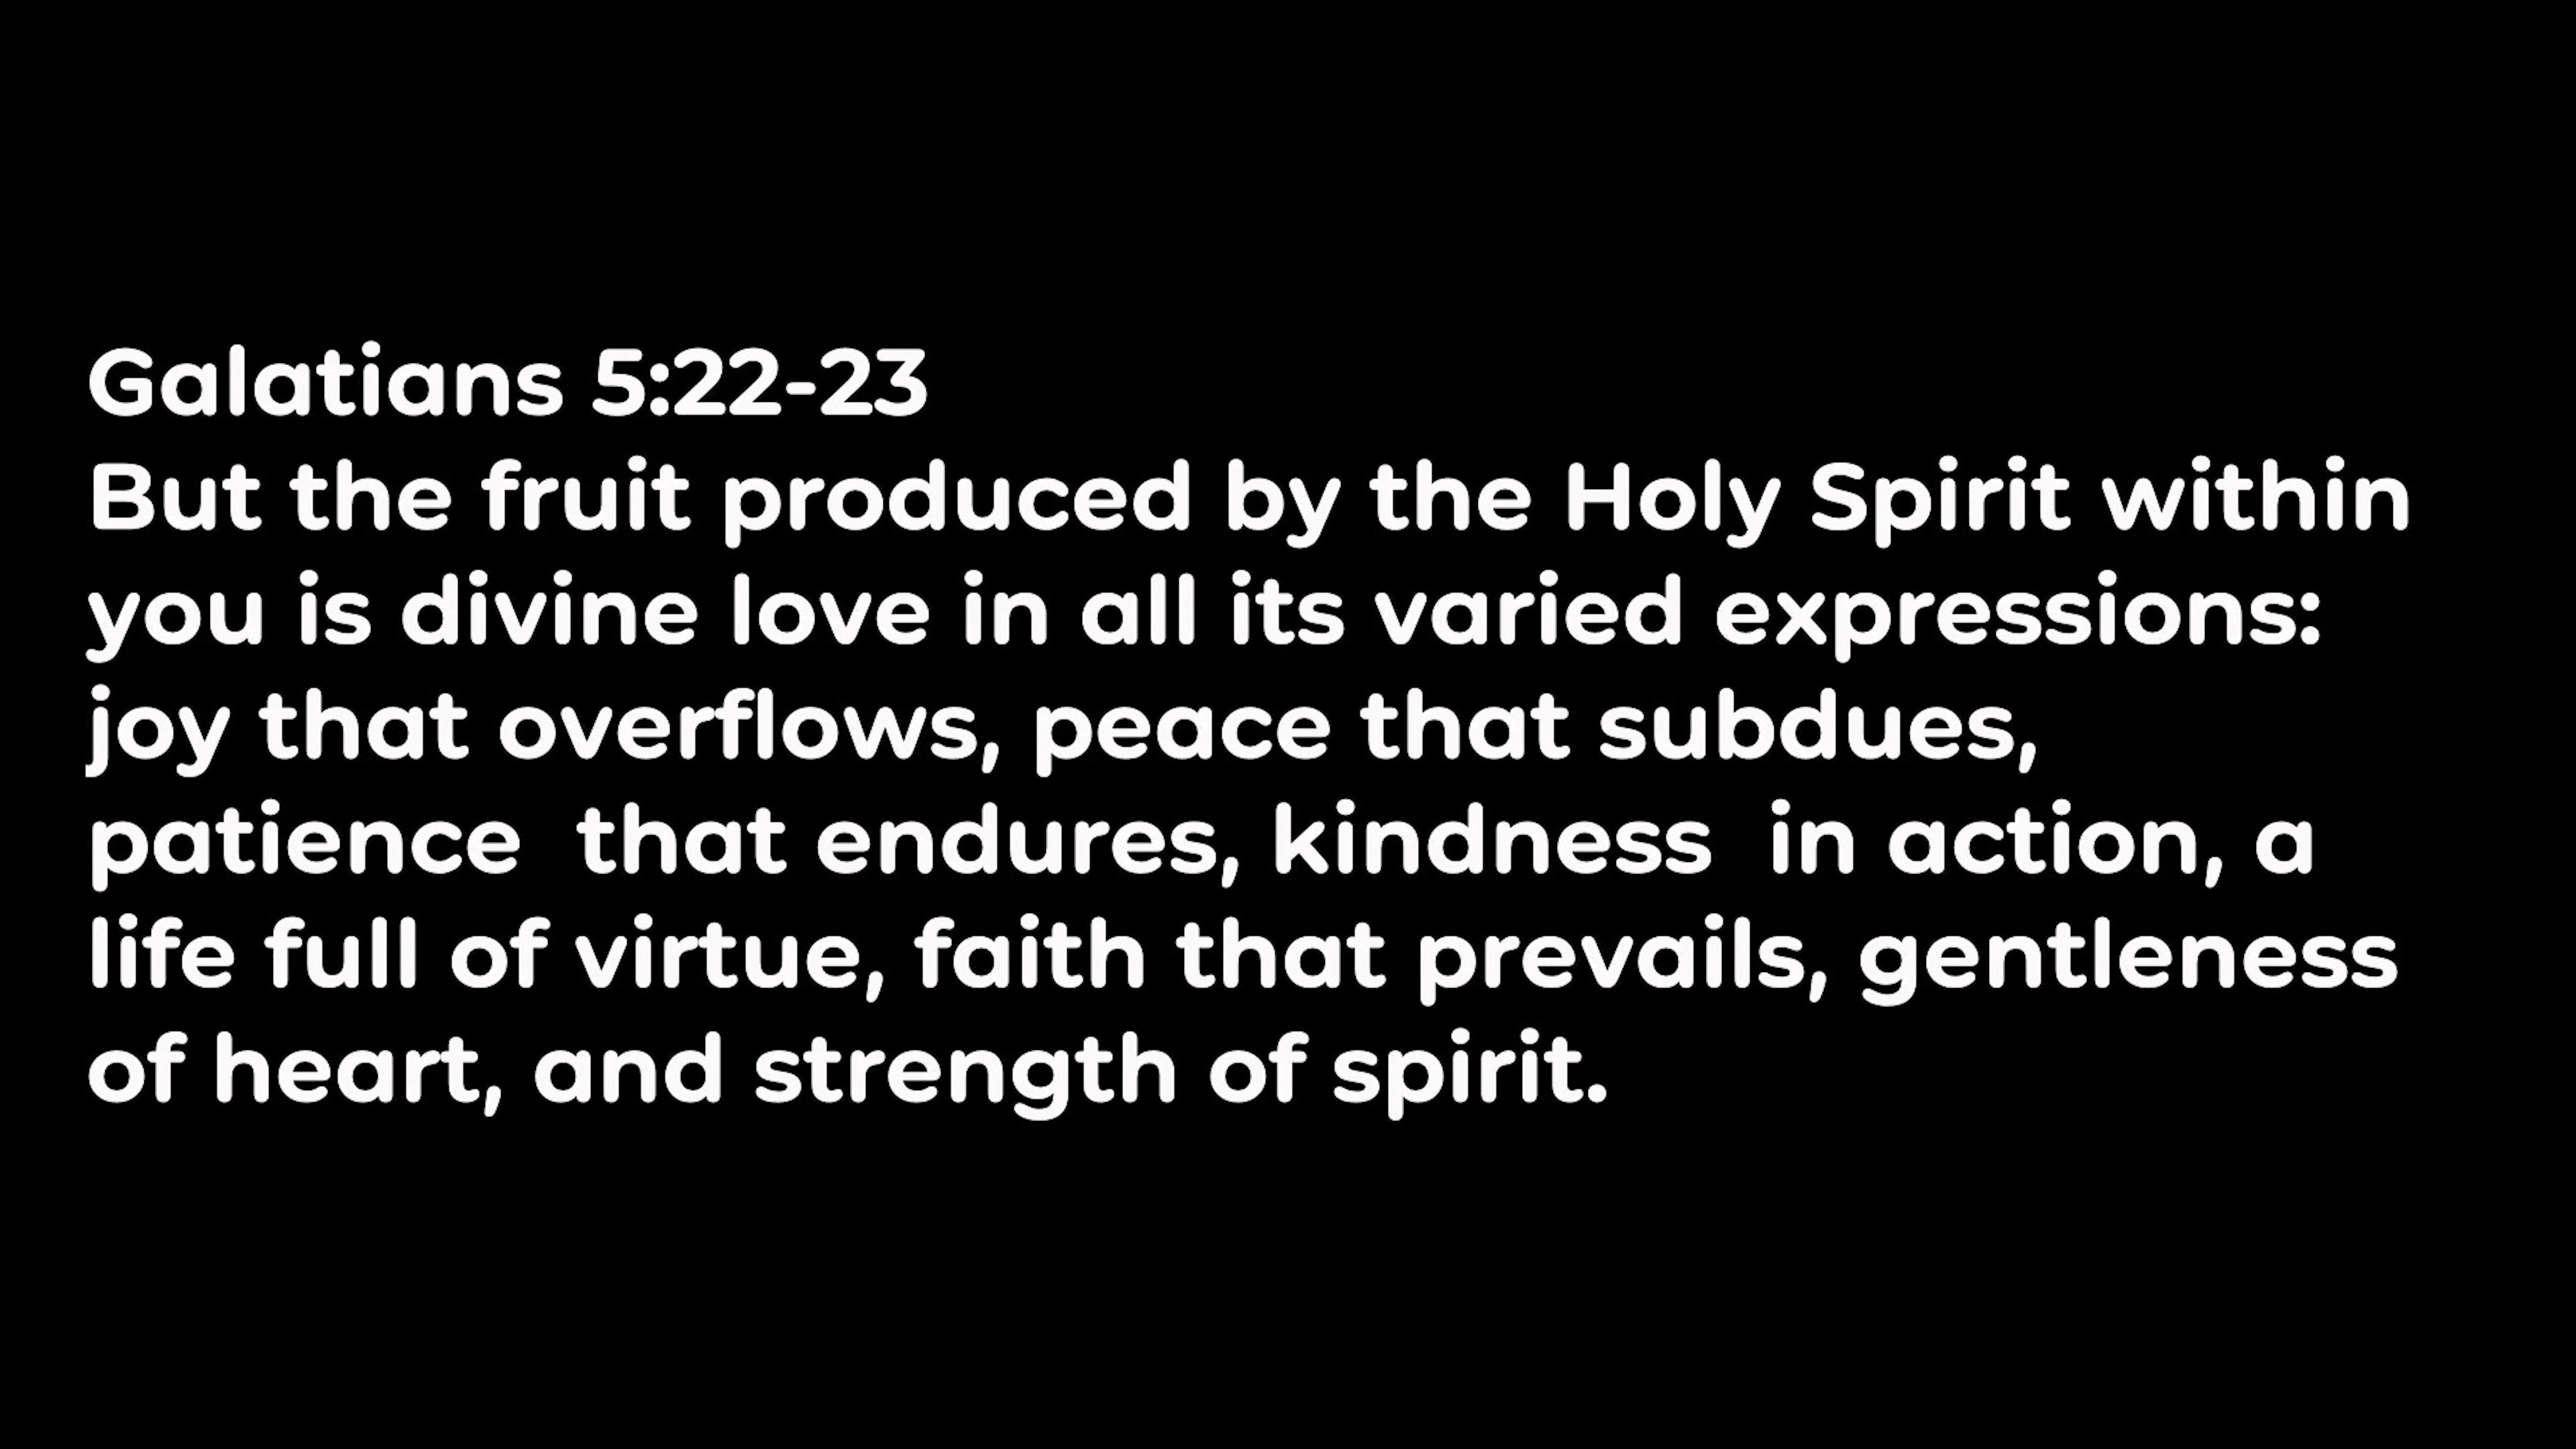 Galatians 5:22-23
But the fruit produced by the Holy Spirit within
you is divine love in all its varied expressions:
joy that overflows, peace that subdues,
patience  that endures, kindness  in action, a
life full of virtue, faith that prevails, gentleness
of heart, and strength of spirit.